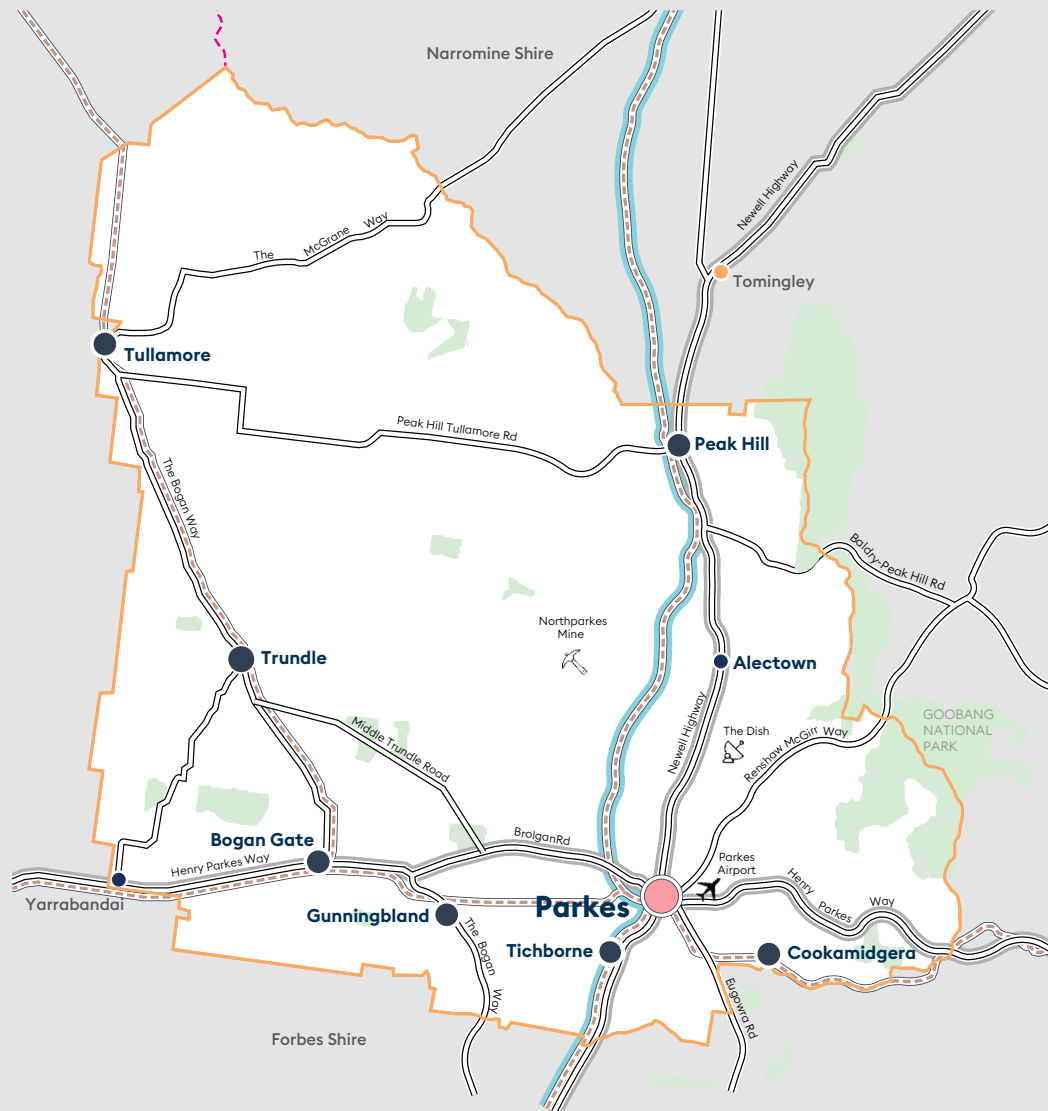 Narromine Shire
Newell Highway
The McGrane Way
Tomingley
Tullamore
Peak Hill Tullamore Rd
Peak Hill
The Bogan Way
Baldry-Peak Hill Rd
Northparkes
Mine
Trundle
Alectown
Newell Highway
The Dish
GOOBANG
NATIONAL
PARK
Renshaw McGirr Way
Middle Trundle Road
Bogan Gate
BrolganRd
Henry Parkes Way
Parkes
Airport
Henry Parkes Way
Yarrabandai
Parkes
Gunningbland
The Bogan Way
Tichborne
Cookamidgera
Eugowra Rd
Forbes Shire